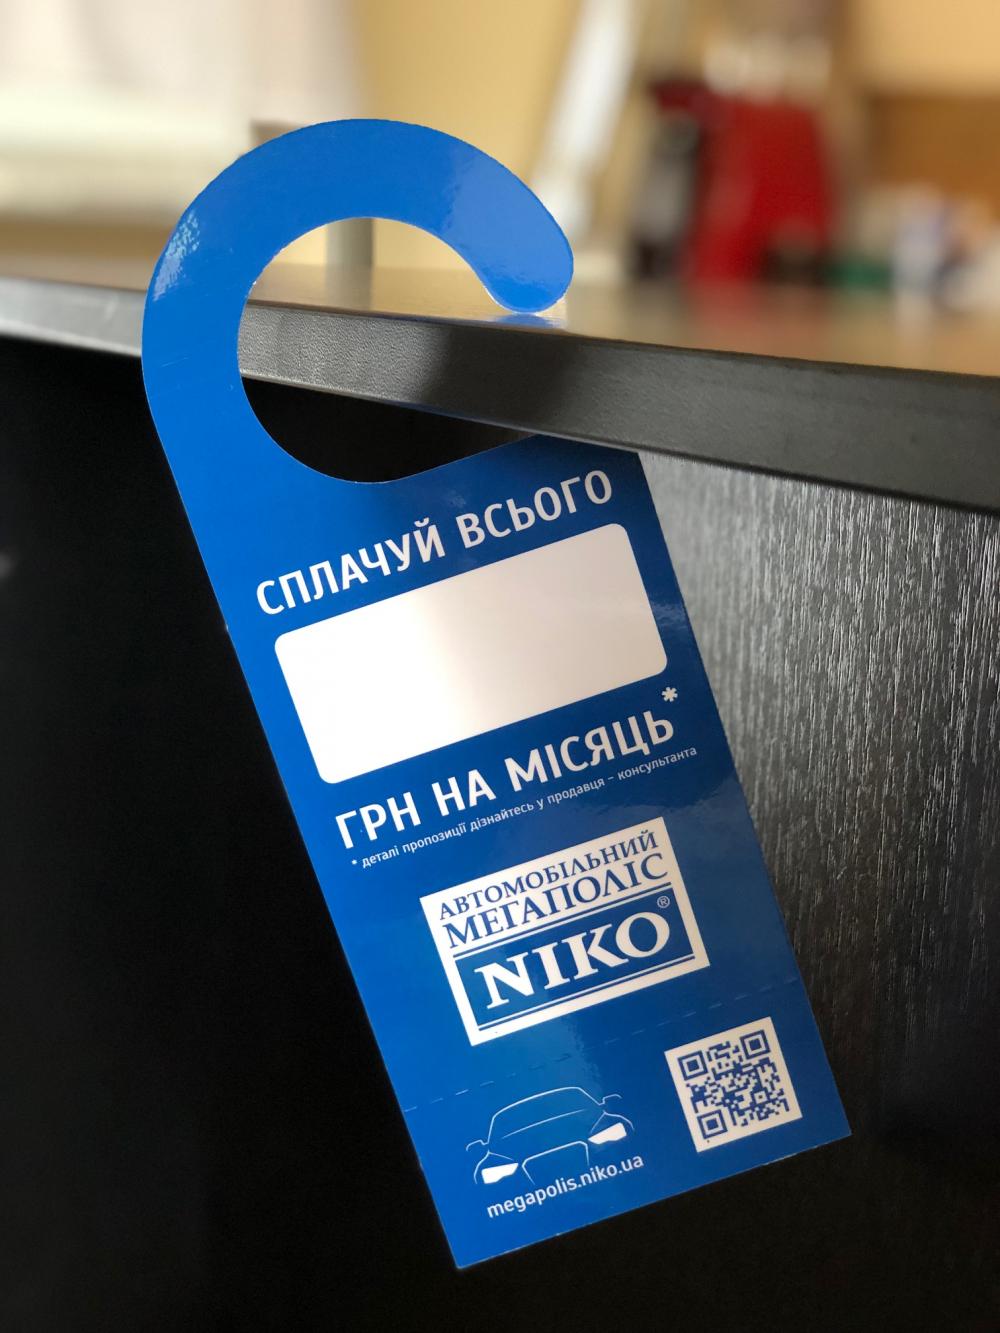 СПЛАЧУЙ ВСЬОГО
ГРН НА МІСЯЦЬ*
* деталі пропозиції дізнайтесь у продавця – консультанта
АВТОМОБІЛЬНИЙ
МЕГАПОЛІС
NIKO®
megapolis.niko.ua